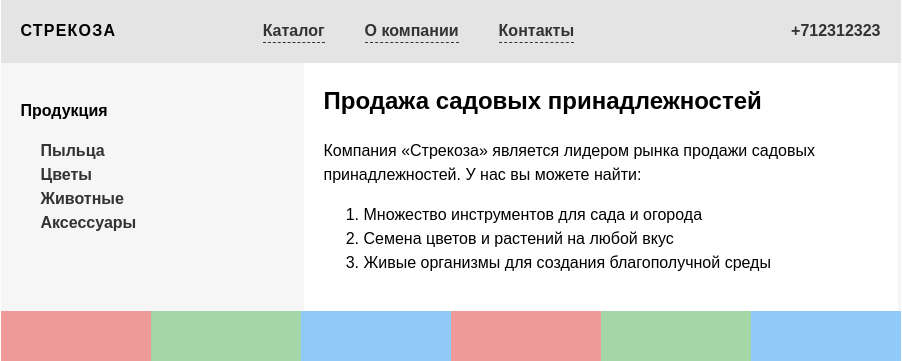 СТРЕКОЗА Каталог О компании Контакты +712312323
Продукция
Пыльца
Цветы
Животные
Аксессуары
Продажа садовых принадлежностей
Компания «Стрекоза» является лидером рынка продажи садовых
принадлежностей. У нас вы можете найти:
1. Множество инструментов для сада и огорода
2. Семена цветов и растений на любой вкус
3. Живые организмы для создания благополучной среды